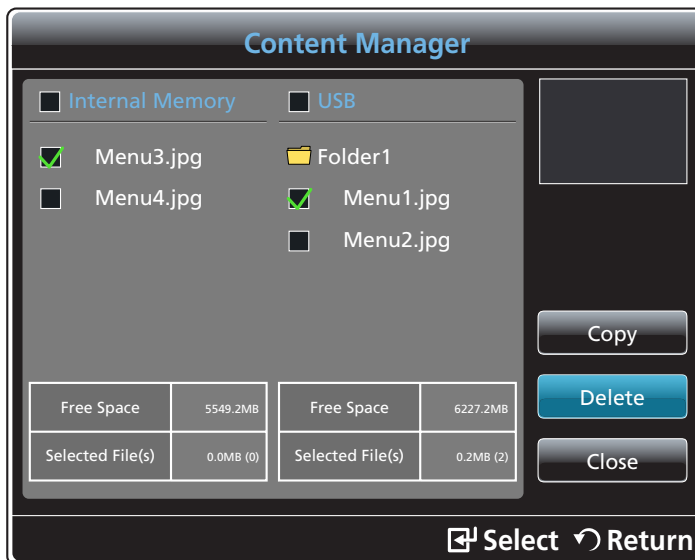 Content Manager
Internal Memory
USB
Menu3.jpg
Folder1
Menu4.jpg
Menu1.jpg
Menu2.jpg
Copy
Free Space 5549.2MB
Free Space 6227.2MB
Delete
Selected File(s) 0.0MB (0)
Selected File(s) 0.2MB (2)
Close
Select Return